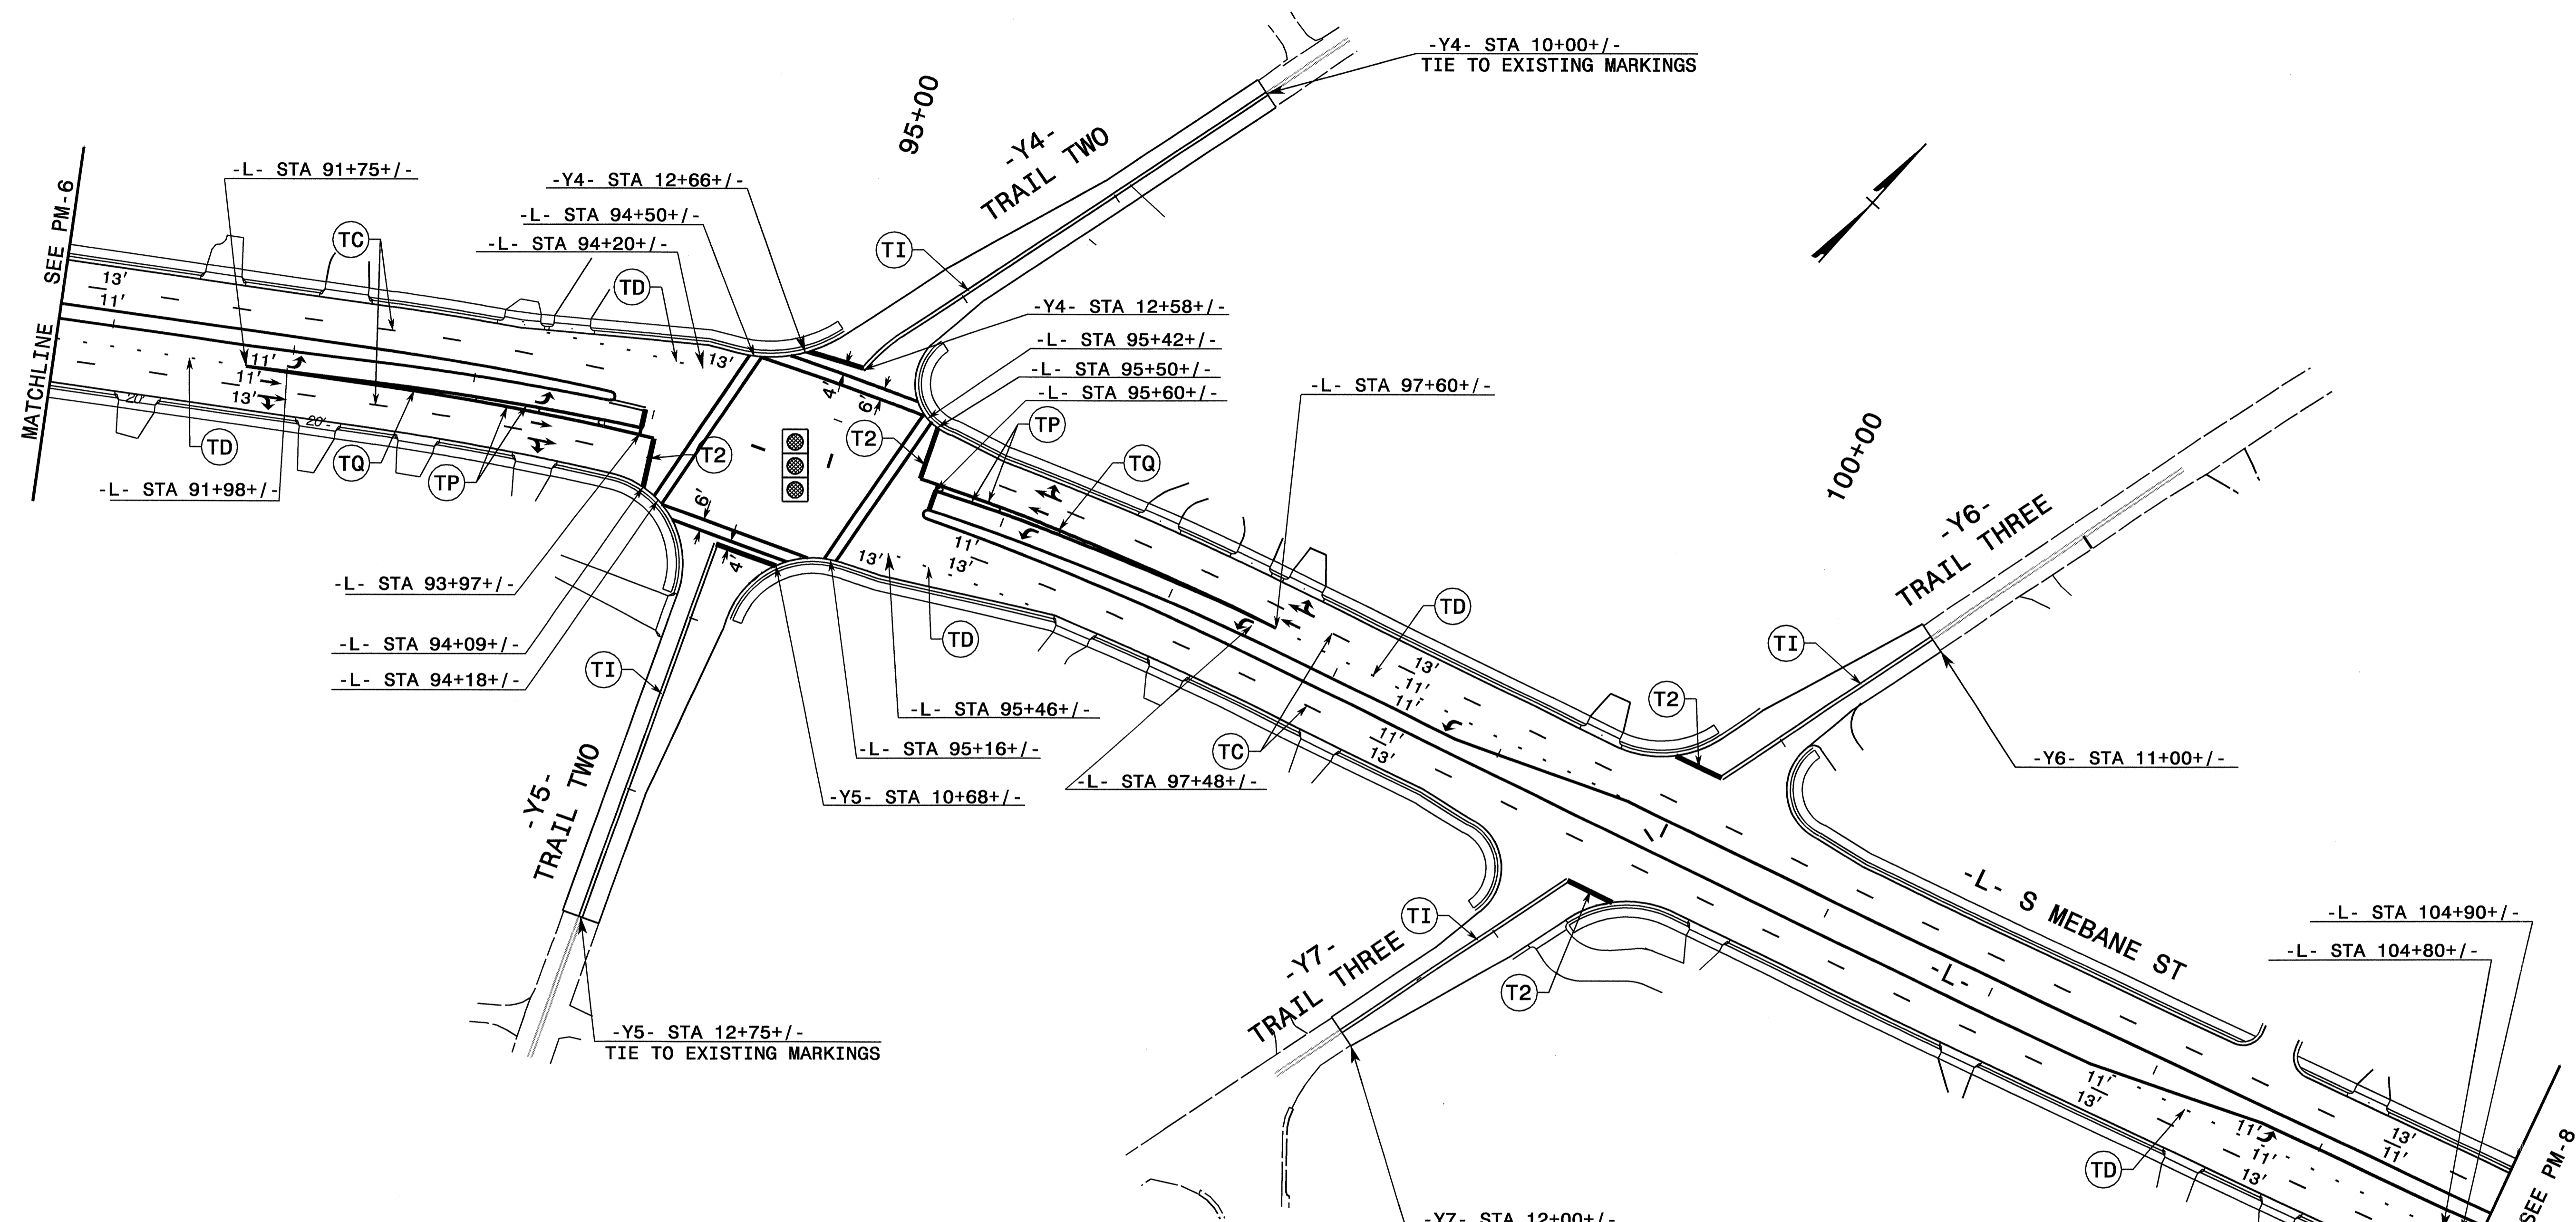 -Y4- STA 10+00+/-
TIE TO EXISTING MARKINGS
95+00
-Y4-
TRAIL TWO
-L- STA 91+75+/-
-Y4- STA 12+66+/-
-L- STA 94+50+/-
-L- STA 94+20+/-
MATCHLINE SEE PM-6
TC
TD
TI
13'
11'
13'
-Y4- STA 12+58+/-
-L- STA 95+42+/-
-L- STA 95+50+/-
-L- STA 95+60+/-
-L- STA 97+60+/-
11'
11'
13'
20'
20'
4'
6'
TD
TQ
TP
T2
T2
TP
TQ
-L- STA 91+98+/-
100+00
-Y6-
TRAIL THREE
6'
4'
13'
11'
13'
-L- STA 93+97+/-
-L- STA 94+09+/-
-L- STA 94+18+/-
TI
TD
TD
13'
11'
11'
TI
T2
-L- STA 95+46+/-
-L- STA 95+16+/-
-Y5- STA 10+68+/-
TC
11'
13'
-L- STA 97+48+/-
-Y6- STA 11+00+/-
-Y5-
TRAIL TWO
-L- S MEBANE ST
-L-
-L- STA 104+90+/-
-L- STA 104+80+/-
TI
-Y7-
TRAIL THREE
T2
-Y5- STA 12+75+/-
TIE TO EXISTING MARKINGS
11'
13'
11'
11'
13'
13'
11'
TD
SEE PM-8
-Y7- STA 12+00+/-